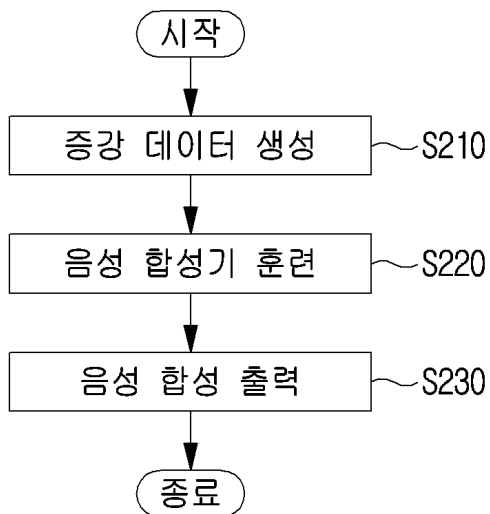 시작
증강 데이터 생성 S210
음성 합성기 훈련 S220
음성 합성 출력 S230
종료